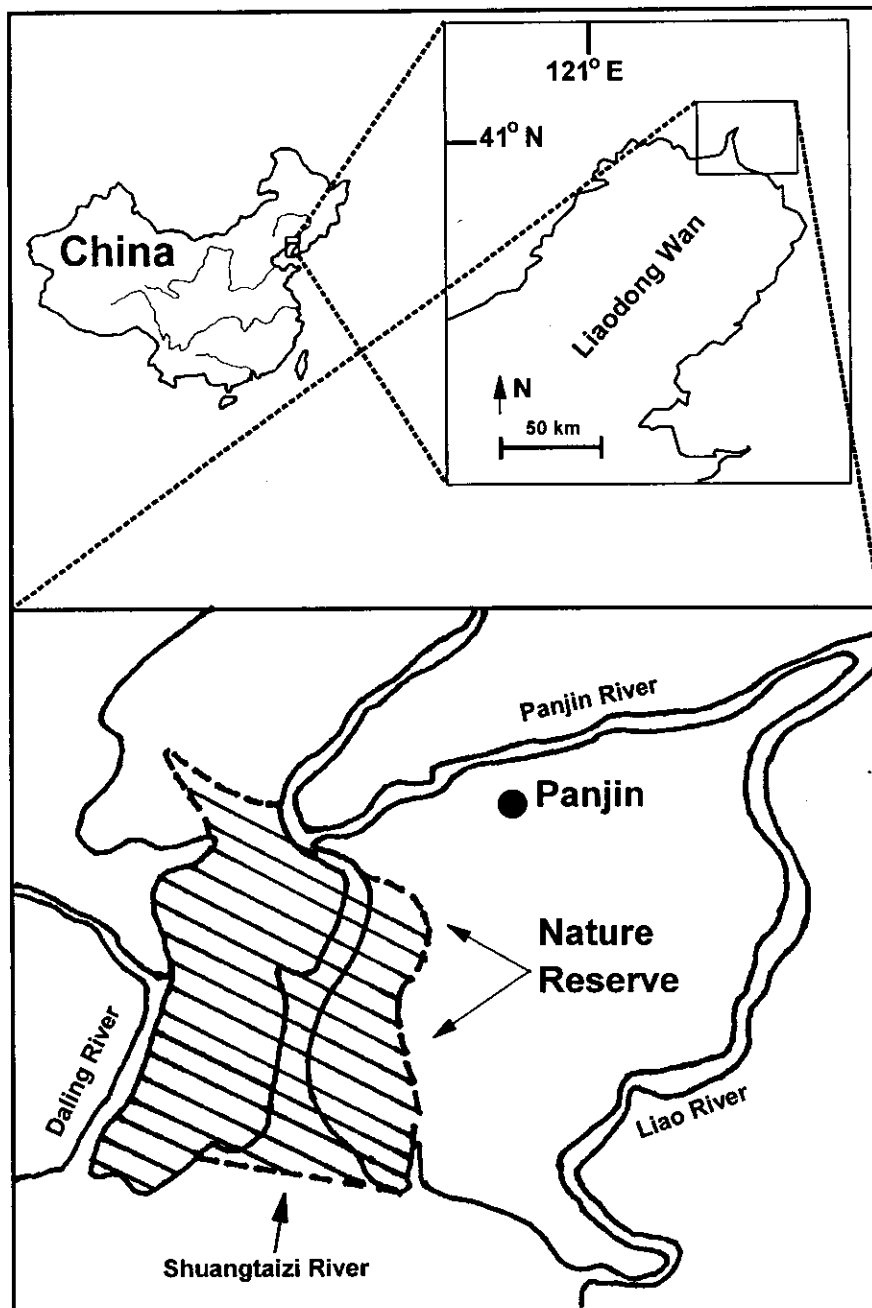 121° E
41° N
China
Liaodong Wan
N
50 km
Panjin River
Panjin
Nature
Reserve
Daling River
Liao River
Shuangtaizi River